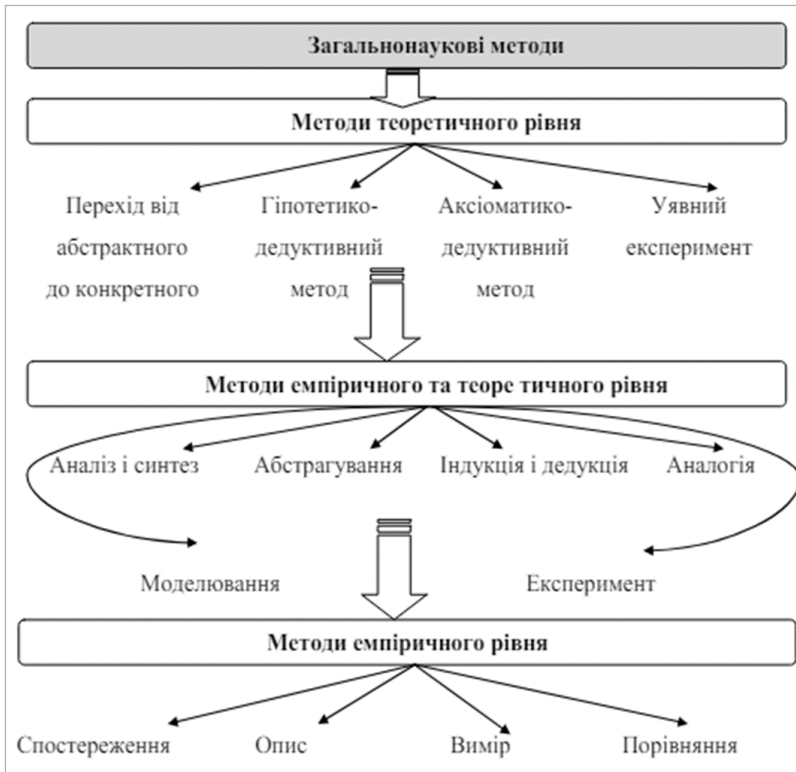 Загальнонаукові методи
Методи теоретичного рівня
Перехід від
абстрактного
до конкретного
Гіпотетико-
дедуктивний
метод
Аксіоматико-
дедуктивний
метод
Уявний
експеримент
Методи емпіричного та теоре тичного рівня
Аналіз і синтез
Абстрагування
Індукція і дедукція
Аналогія
Моделювання
Експеримент
Методи емпіричного рівня
Спостереження
Опис
Вимір
Порівняння